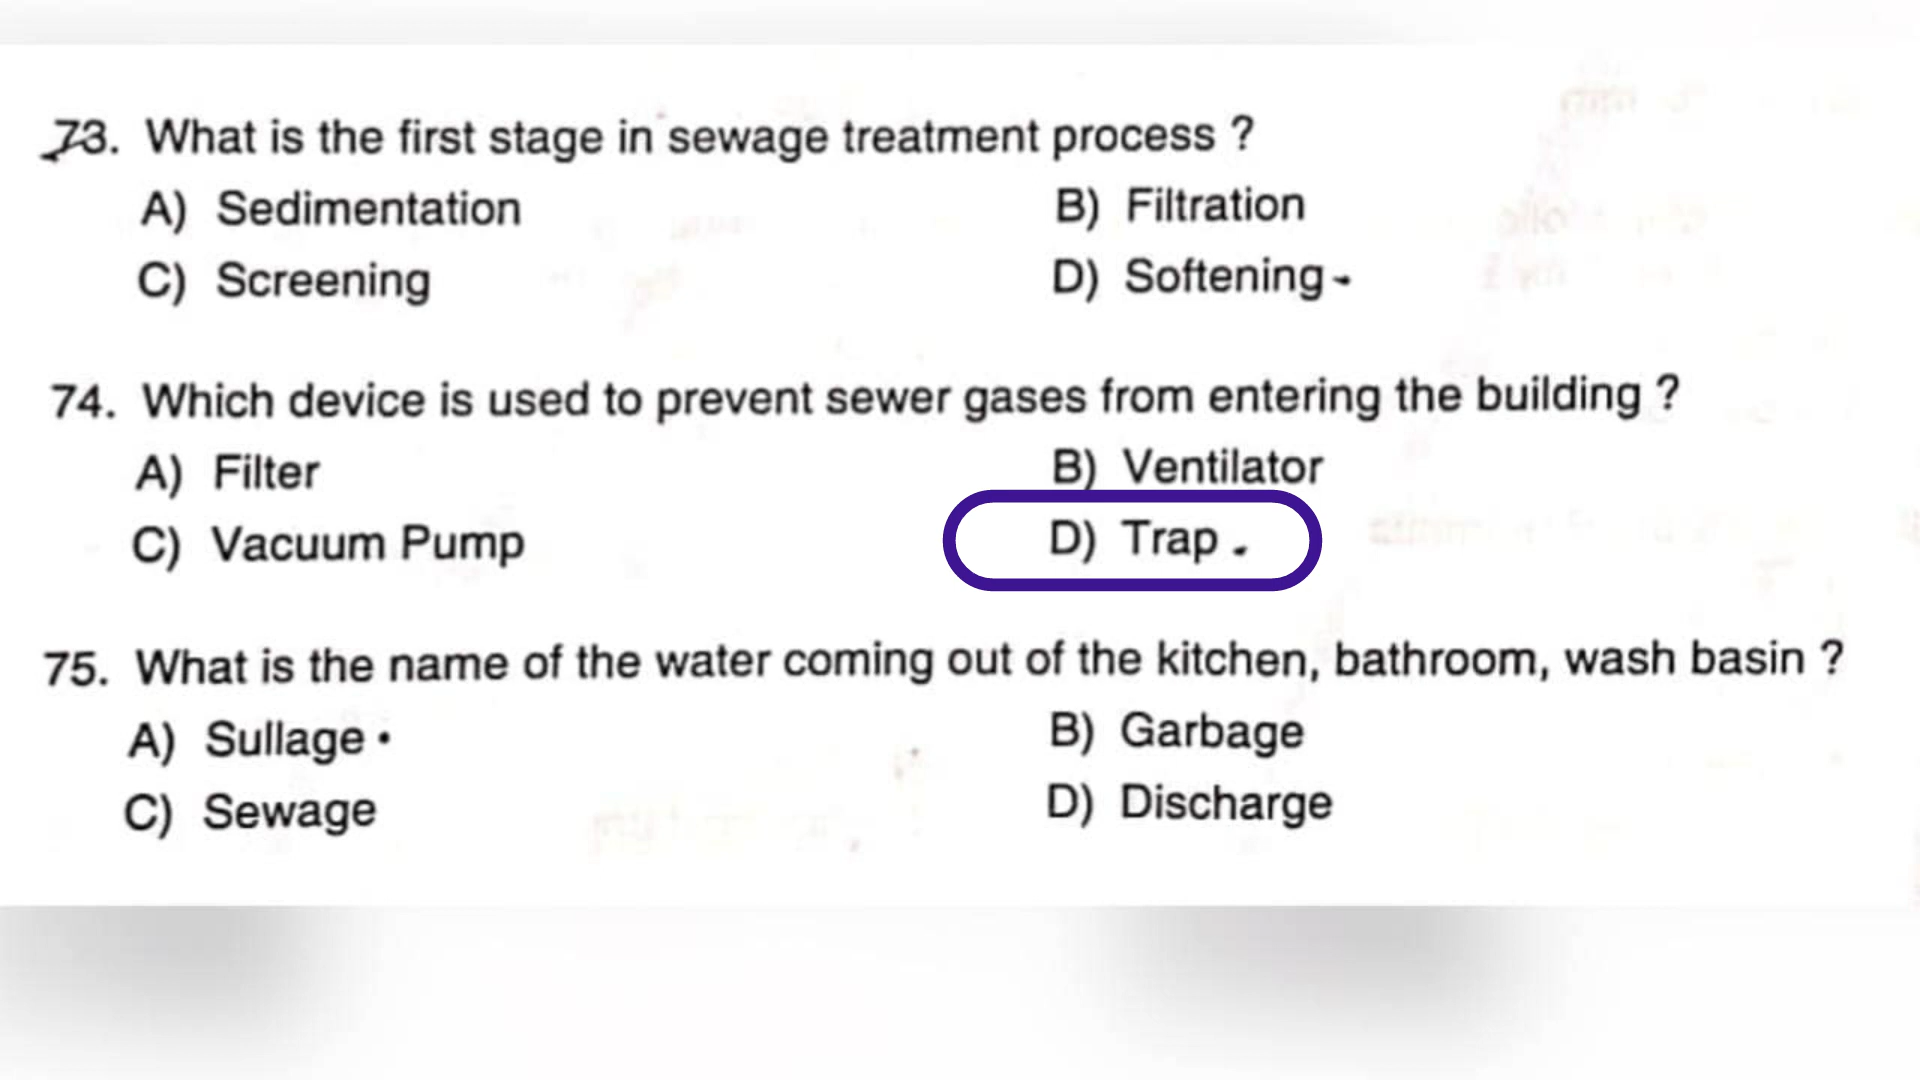 73. What is the first stage in sewage treatment process ?
A) Sedimentation B) Filtration
C) Screening D) Softening
74. Which device is used to prevent sewer gases from entering the building ?
A) Filter B) Ventilator
C) Vacuum Pump D) Trap
75. What is the name of the water coming out of the kitchen, bathroom, wash basin ?
A) Sullage B) Garbage
C) Sewage D) Discharge